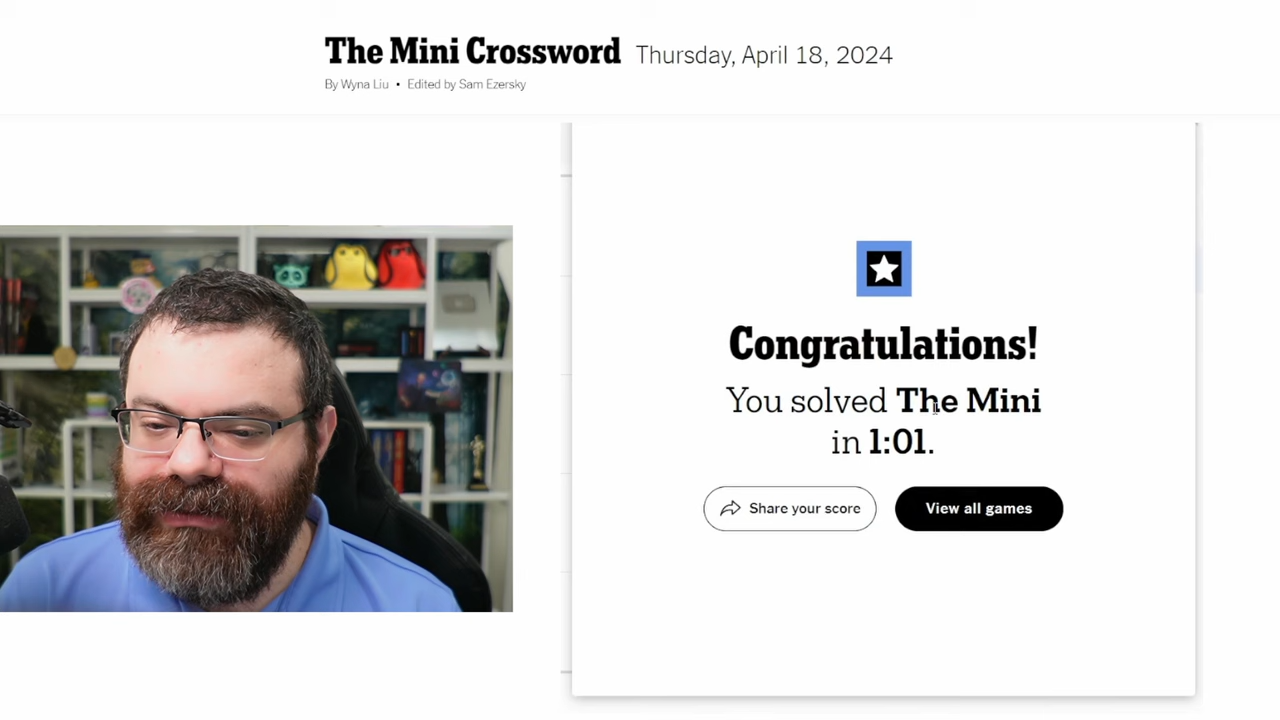 The Mini Crossword Thursday, April 18, 2024
By Wyna Liu • Edited by Sam Ezersky
Congratulations!
You solved The Mini
in 1:01.
Share your score
View all games